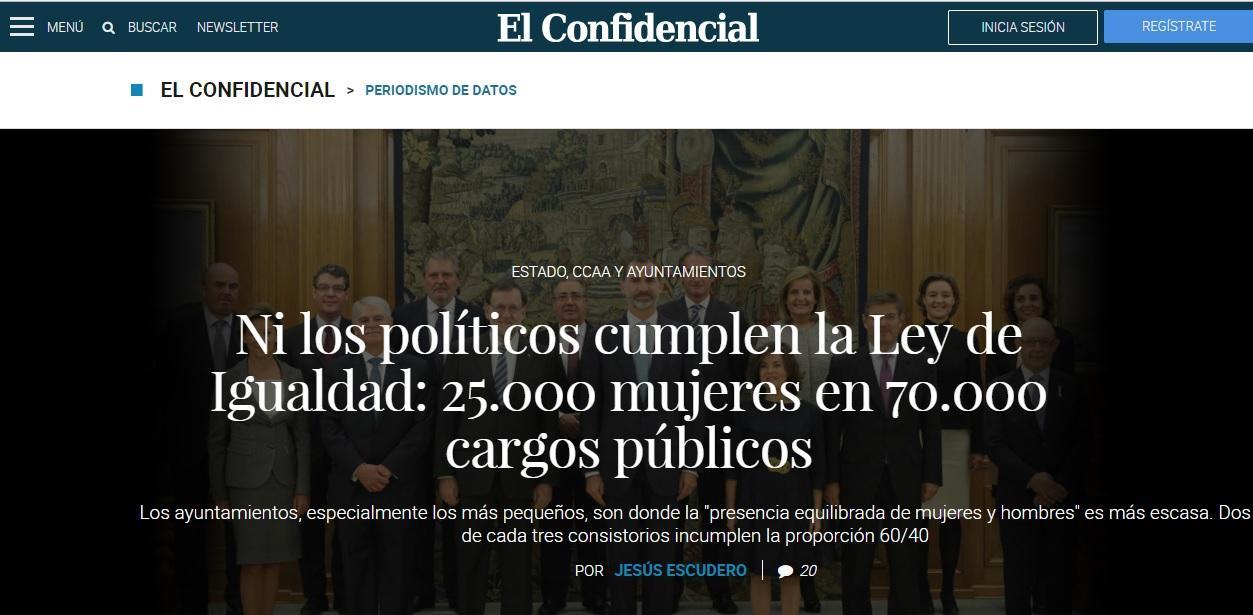 MENÚ BUSCAR NEWSLETTER El Confidencial INICIA SESIÓN REGÍSTRATE
EL CONFIDENCIAL > PERIODISMO DE DATOS
ESTADO, CCAA Y AYUNTAMIENTOS
Ni los políticos cumplen la Ley de
Igualdad: 25.000 mujeres en 70.000
cargos públicos
Los ayuntamientos, especialmente los más pequeños, son donde la "presencia equilibrada de mujeres y hombres" es más escasa. Dos
de cada tres consistorios incumplen la proporción 60/40
POR JESÚS ESCUDERO | 20